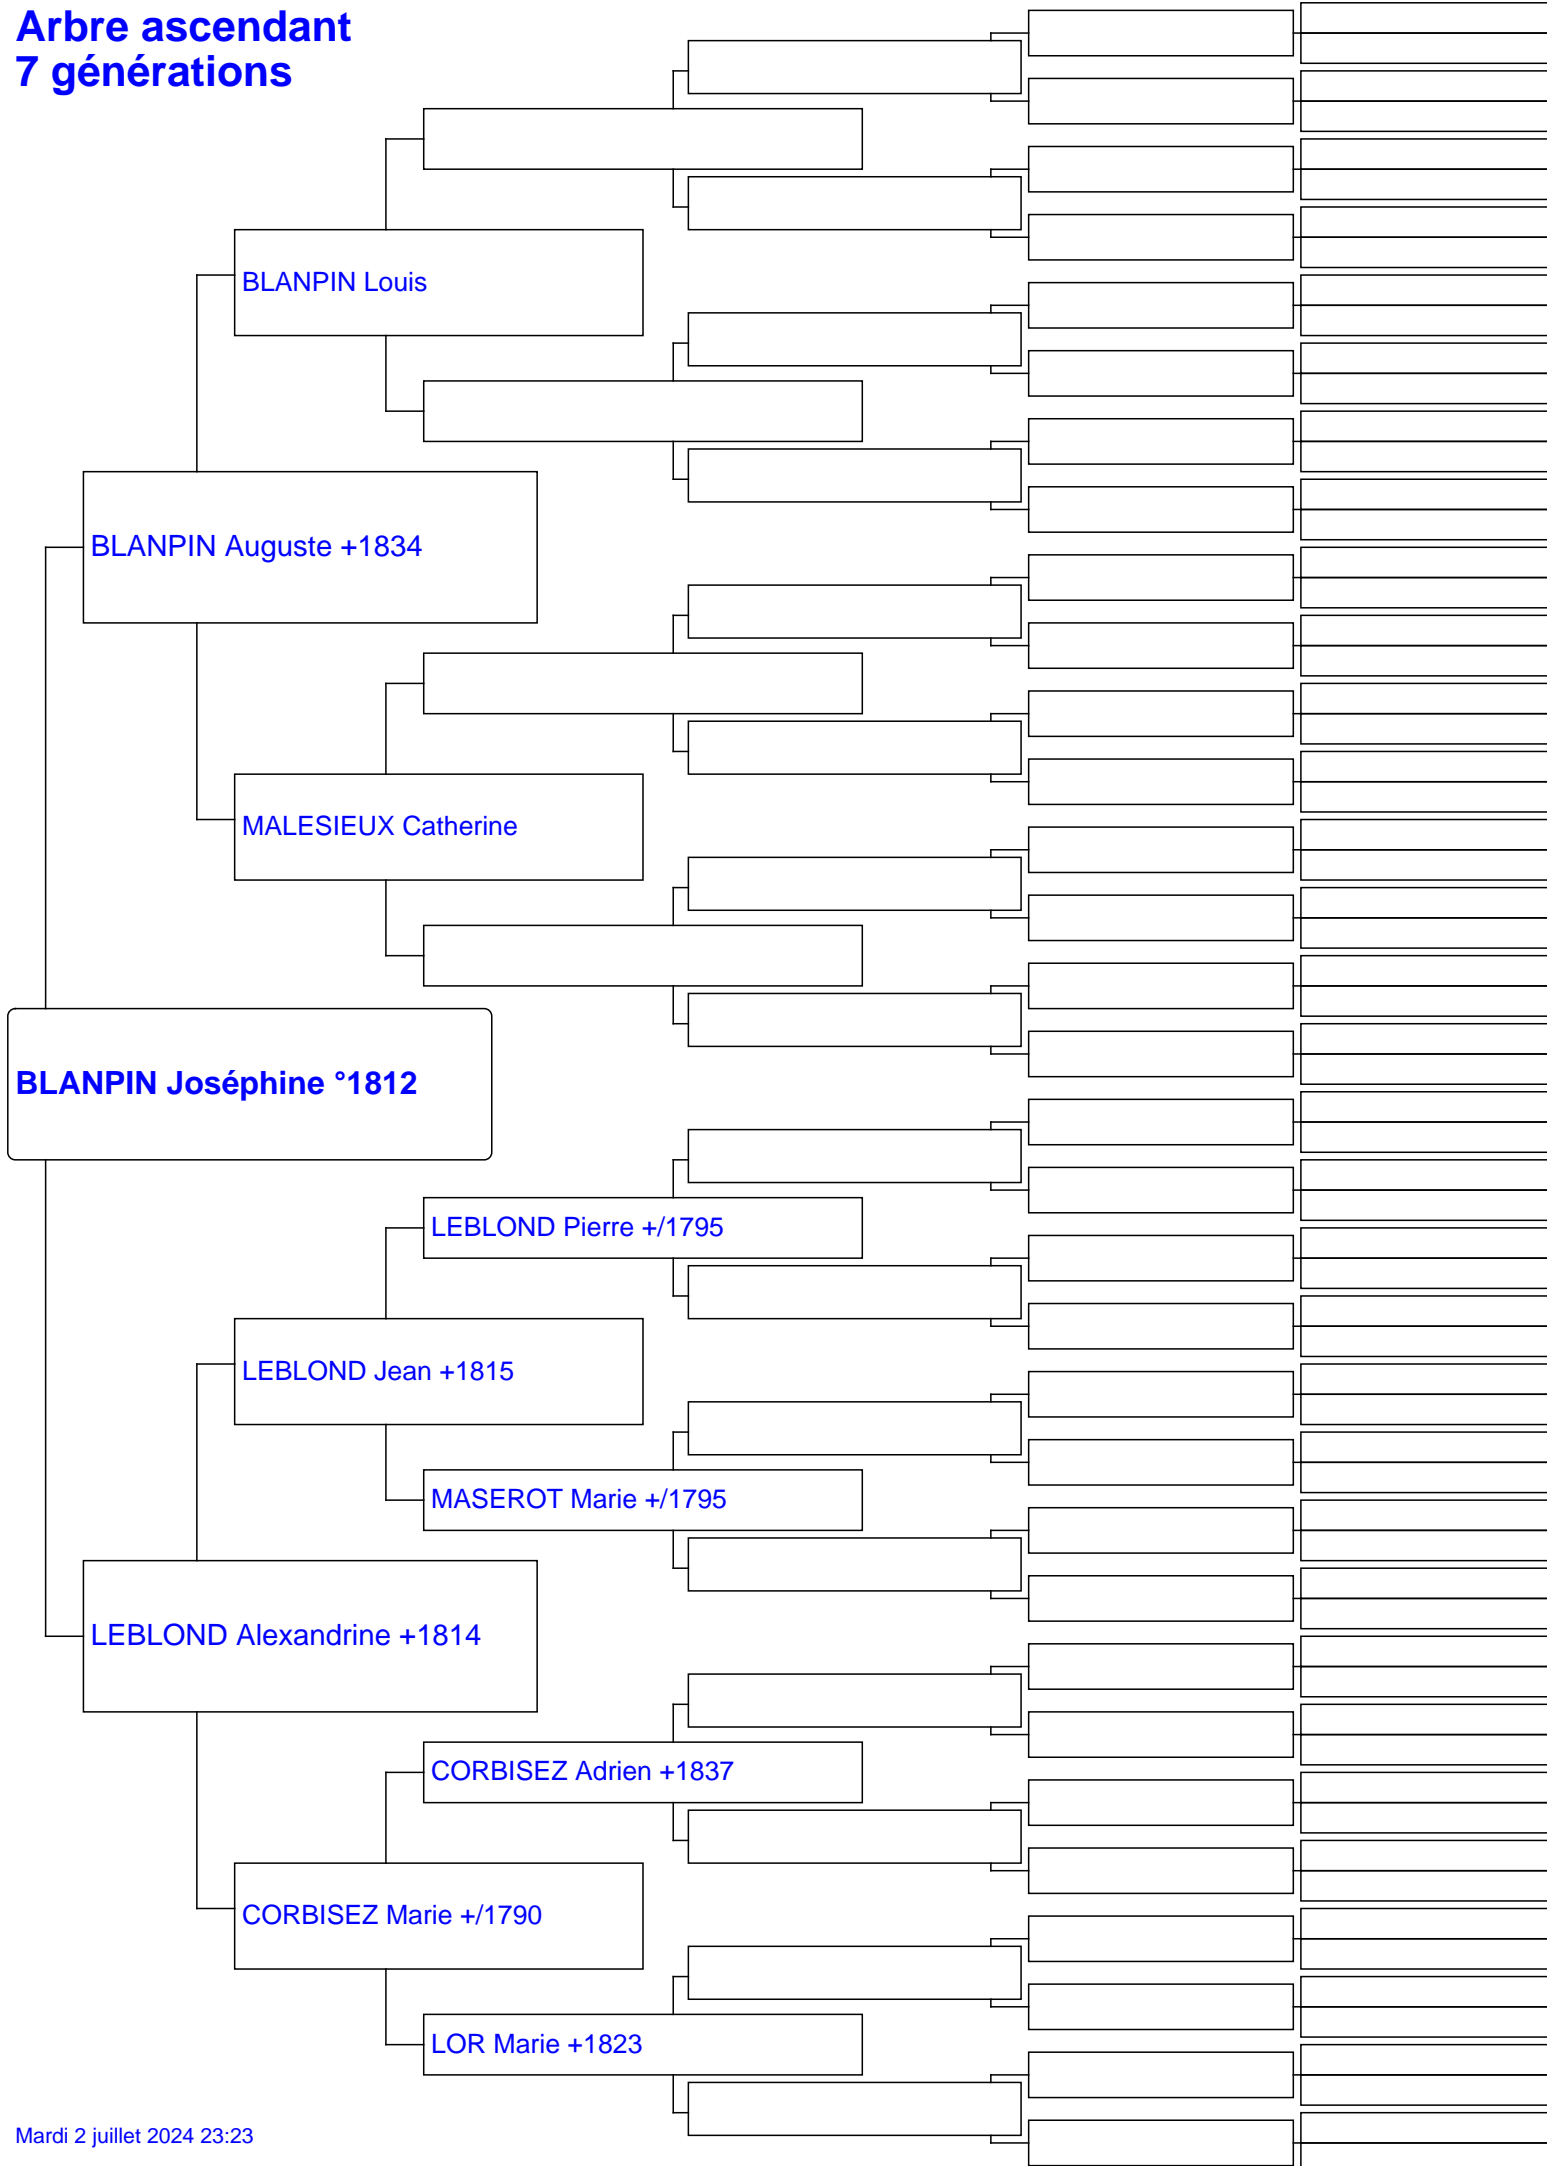 Arbre ascendant
7 générations
BLANPIN Louis
BLANPIN Auguste +1834
MALESIEUX Catherine
BLANPIN Joséphine °1812
LEBLOND Pierre +/1795
LEBLOND Jean +1815
MASEROT Marie +/1795
LEBLOND Alexandrine +1814
CORBISEZ Adrien +1837
CORBISEZ Marie +/1790
LOR Marie +1823
Mardi 2 juillet 2024 23:23